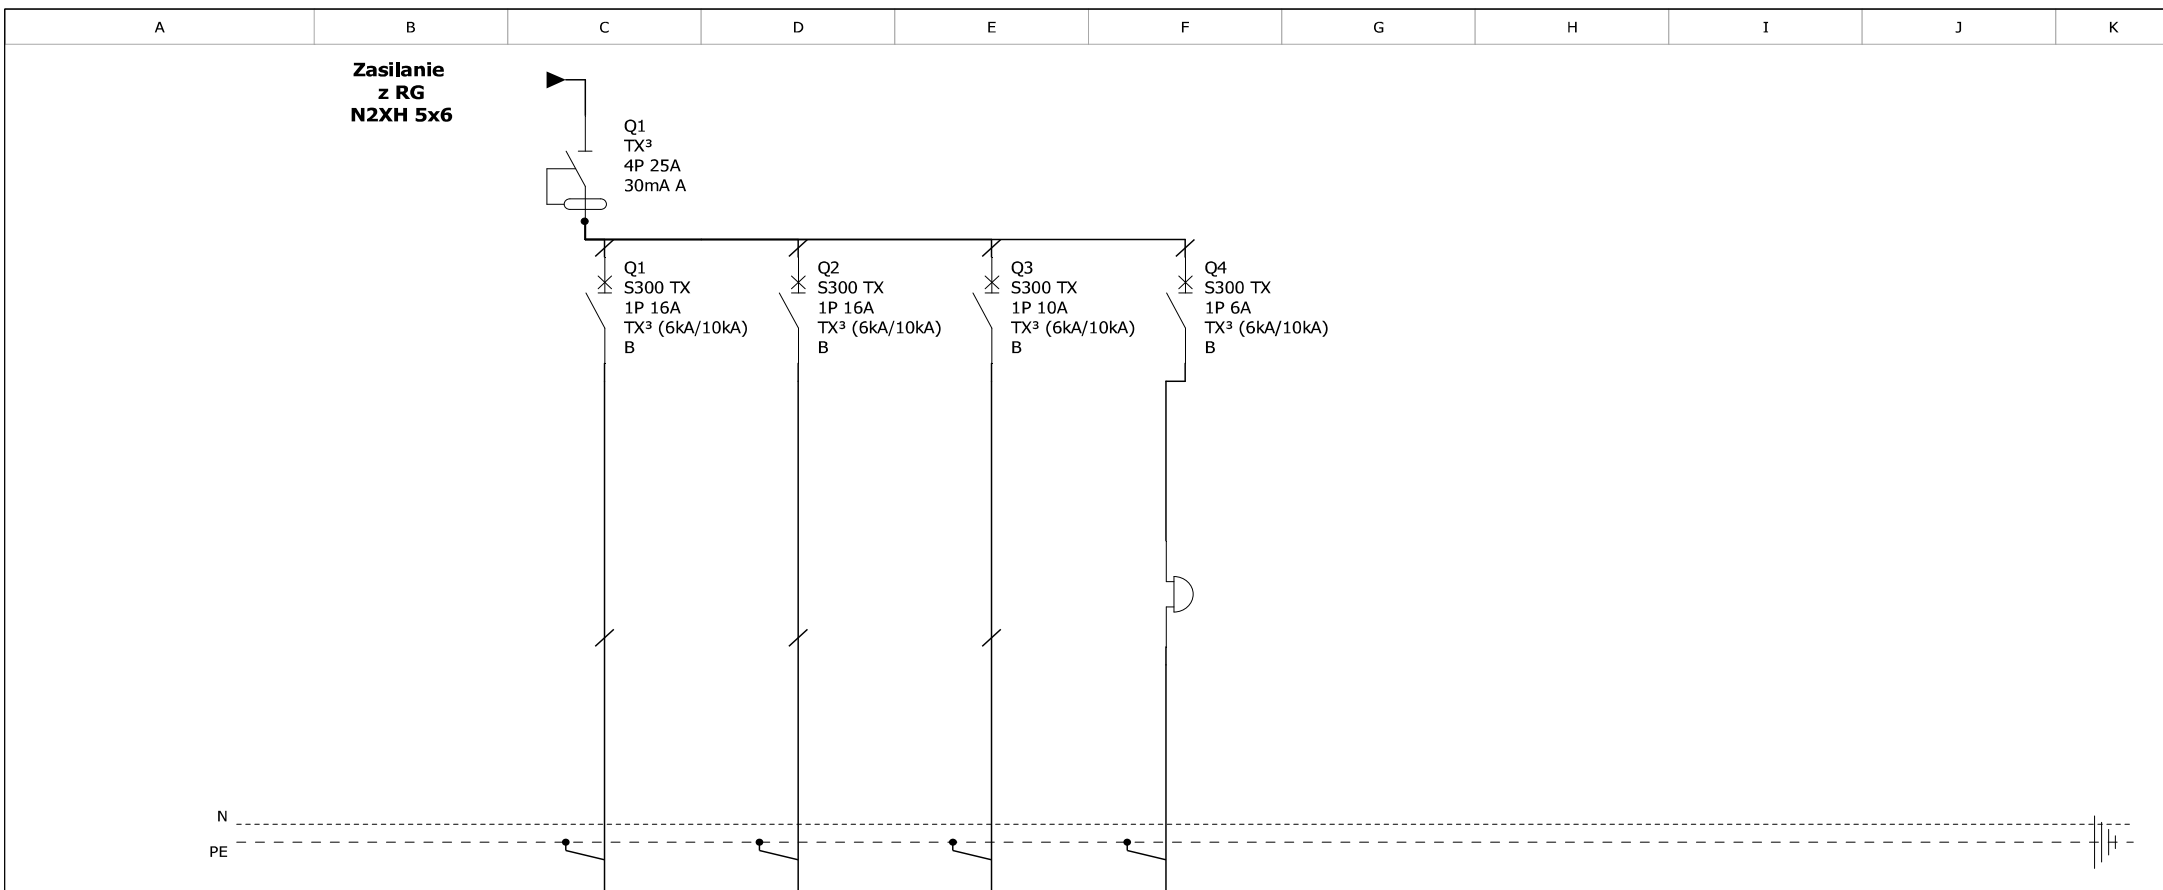 A
B
C
D
E
F
G
H
I
J
K
Zasilanie
z RG
N2XH 5x6
Q1
TX³
4P 25A
30mA A
Q1
S300 TX
1P 16A
TX³ (6kA/10kA)
B
Q2
S300 TX
1P 16A
TX³ (6kA/10kA)
B
Q3
S300 TX
1P 10A
TX³ (6kA/10kA)
B
Q4
S300 TX
1P 6A
TX³ (6kA/10kA)
B
N
PE